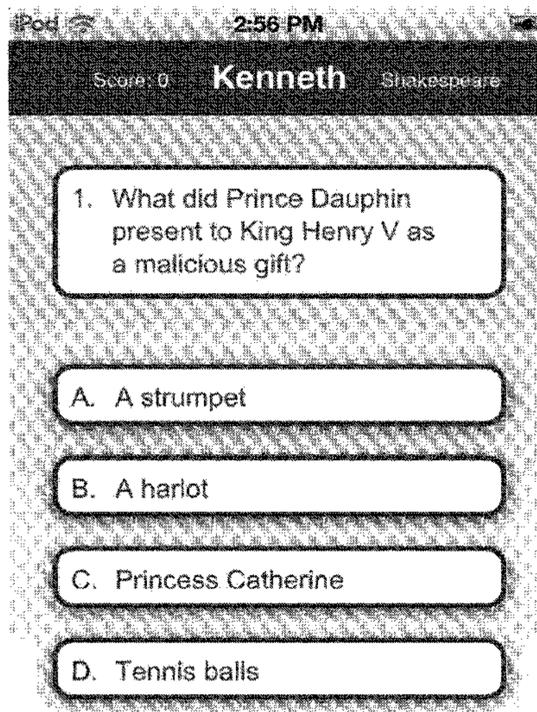 iPod 2:56 PM
Score: 0 Kenneth Shakespeare
1. What did Prince Dauphin
present to King Henry V as
a malicious gift?
A. A strumpet
B. A harlot
C. Princess Catherine
D. Tennis balls